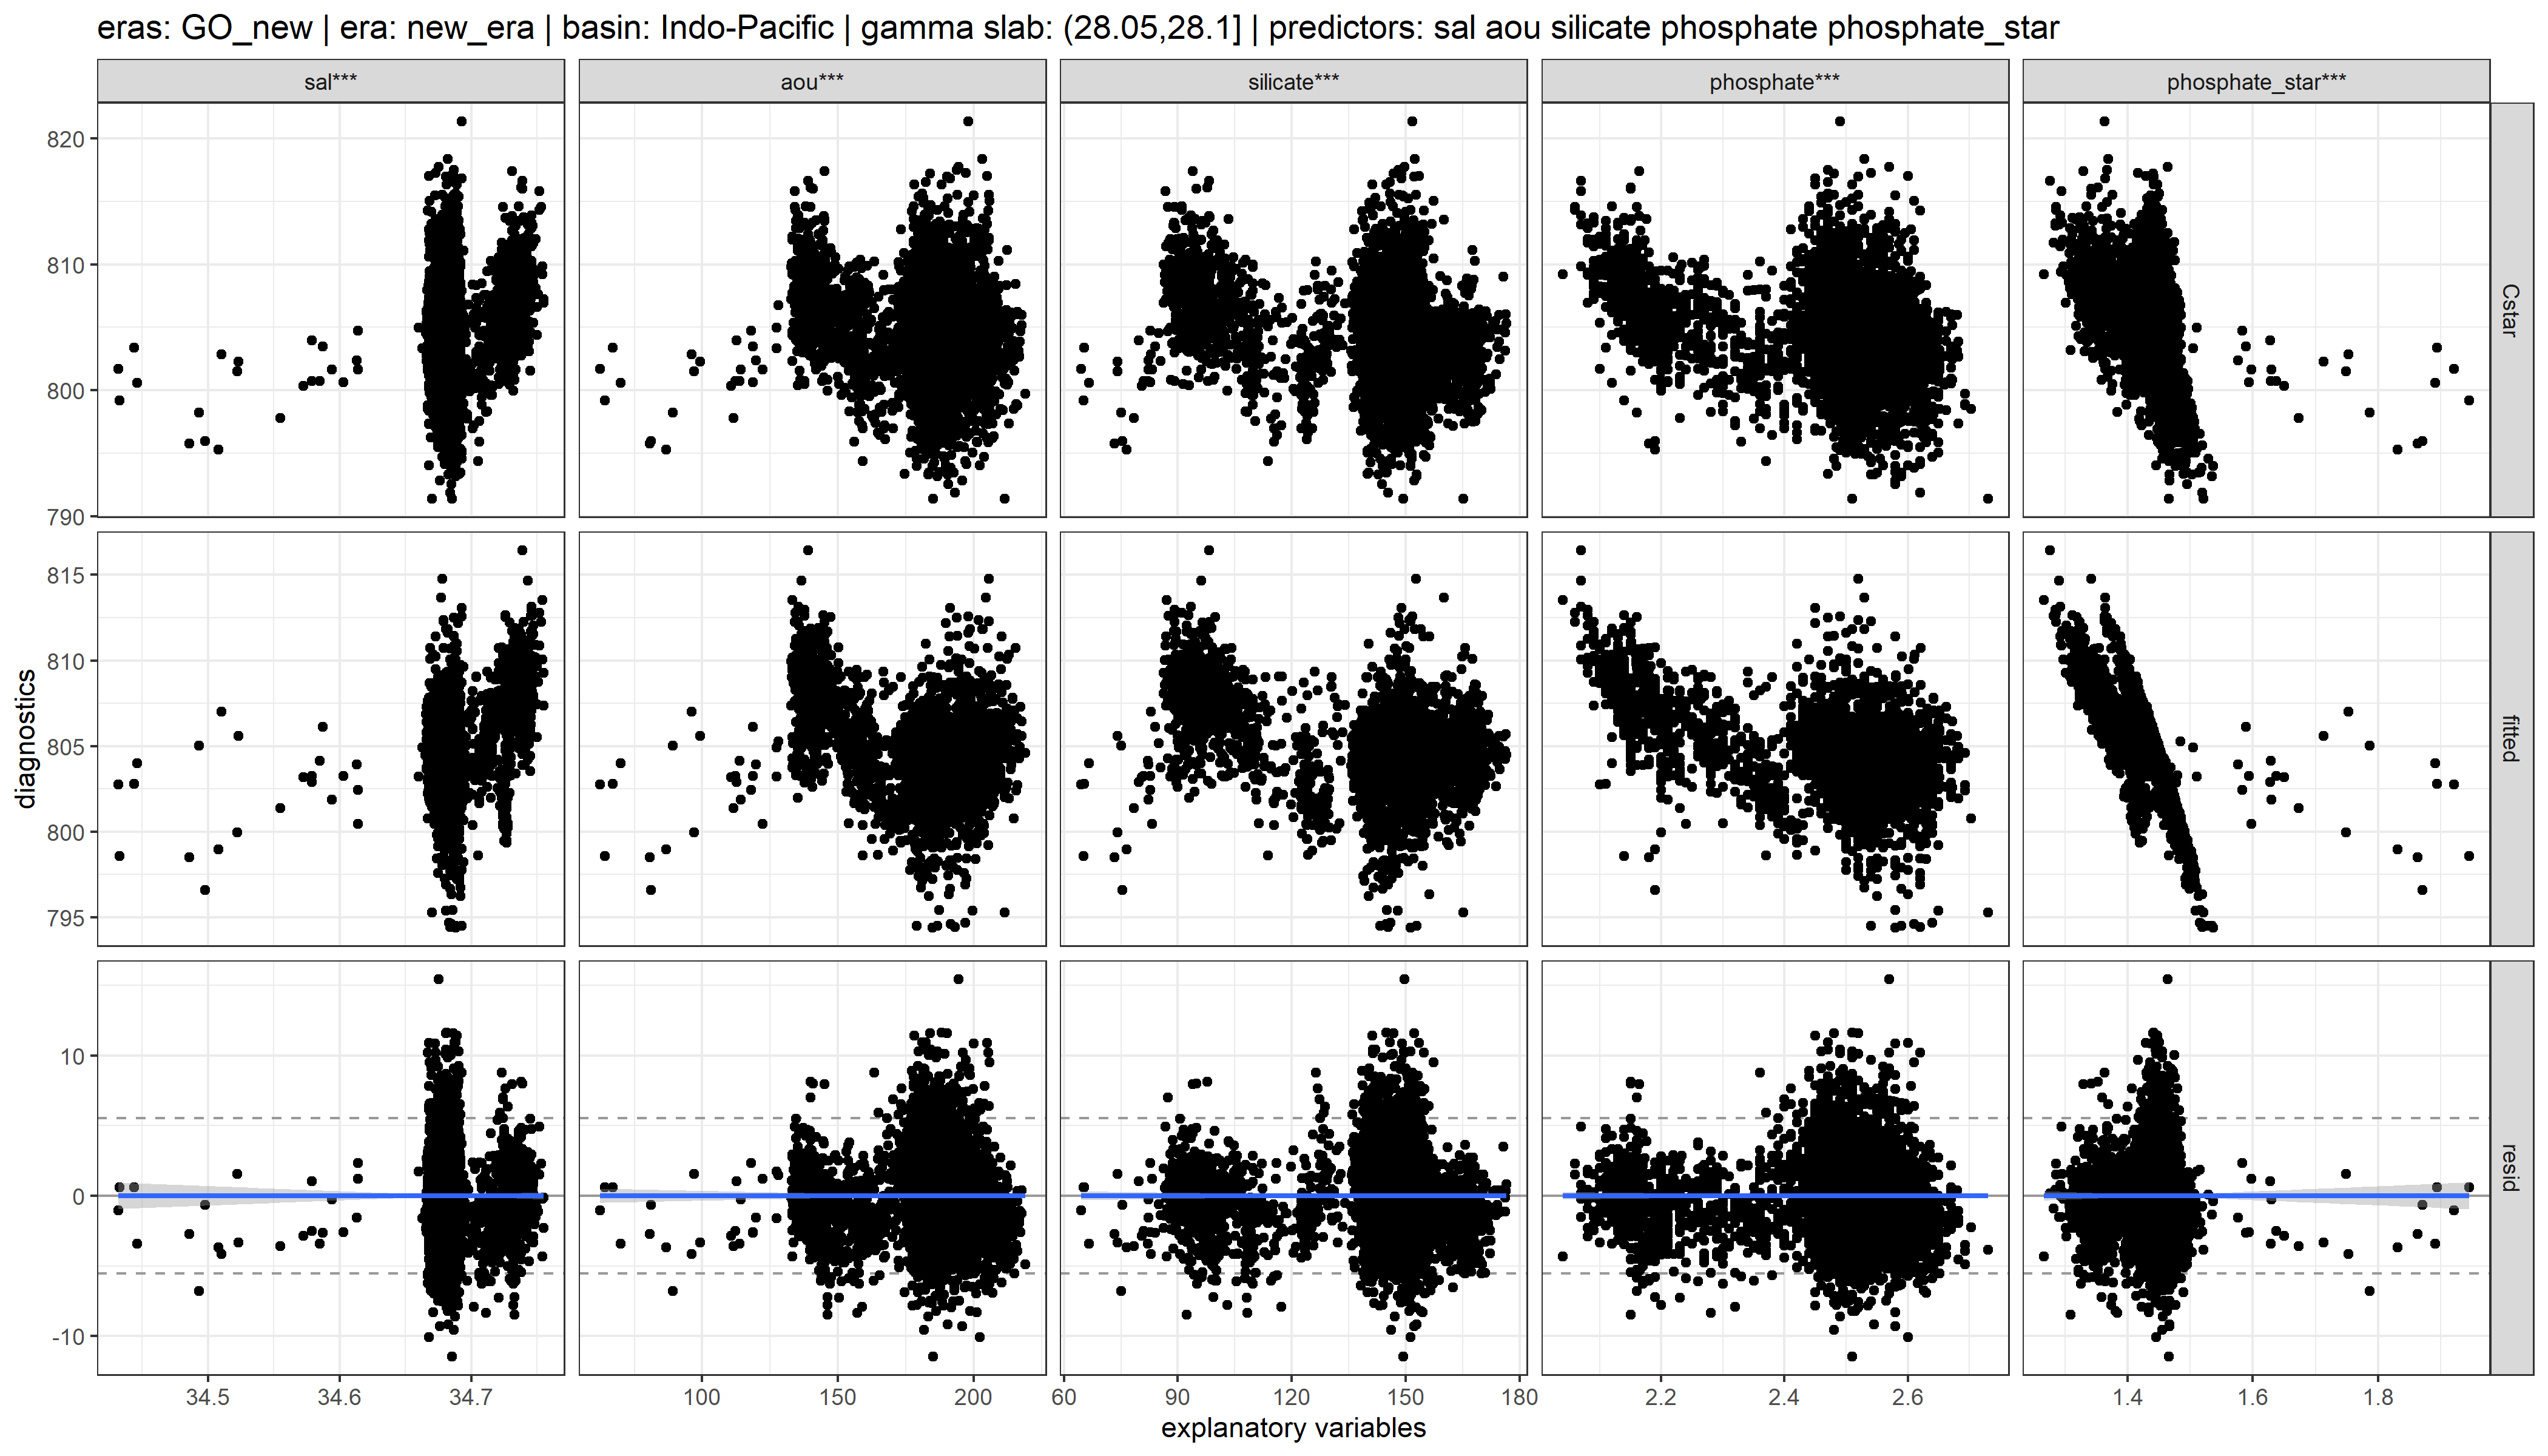 eras: GO_new | era: new_era | basin: Indo-Pacific | gamma slab: (28.05,28.1] | predictors: sal aou silicate phosphate phosphate_star
sal*** aou*** silicate*** phosphate*** phosphate_star***
820
810
800
790
Cstar
815
810
805
800
795
fitted
diagnostics
10
0
-10
resid
34.5 34.6 34.7 100 150 200 60 90 120 150 180 2.2 2.4 2.6 1.4 1.6 1.8
explanatory variables